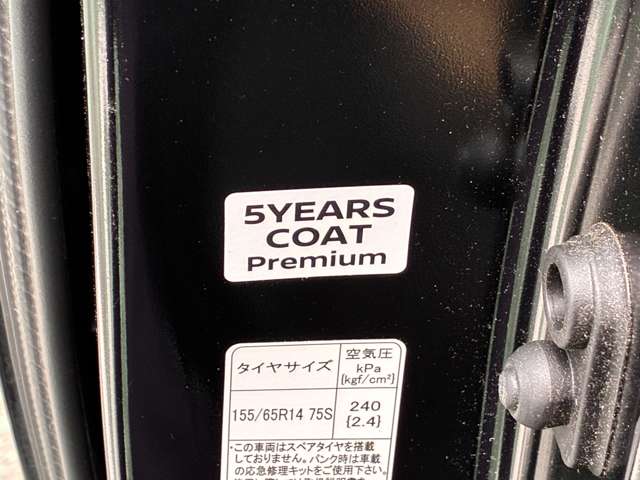 5YEARS
COAT
Premium
タイヤサイズ 空気圧
kPa
{kgf/cm²}
155/65R14 75S 240
{2.4}
・この車両はスペアタイヤを搭載
しておりません。パンク時は車載
の応急修理キットをご使用下さい。